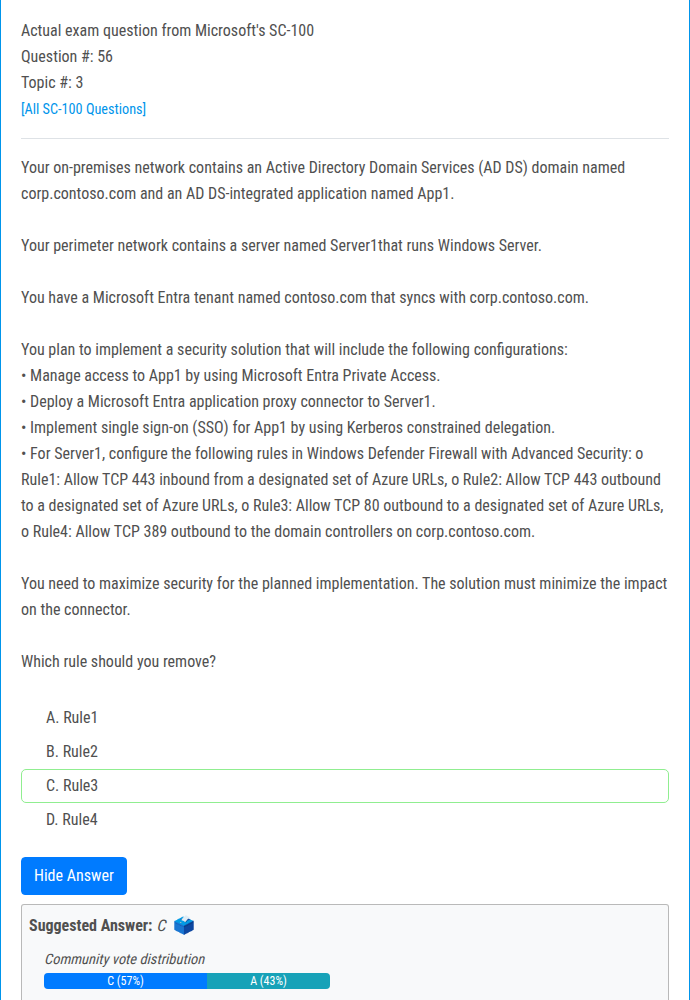 Actual exam question from Microsoft's SC-100
Question #: 56
Topic #: 3
[All SC-100 Questions]
Your on-premises network contains an Active Directory Domain Services (AD DS) domain named
corp.contoso.com and an AD DS-integrated application named App1.
Your perimeter network contains a server named Server1that runs Windows Server.
You have a Microsoft Entra tenant named contoso.com that syncs with corp.contoso.com.
You plan to implement a security solution that will include the following configurations:
• Manage access to App1 by using Microsoft Entra Private Access.
• Deploy a Microsoft Entra application proxy connector to Server1.
• Implement single sign-on (SSO) for App1 by using Kerberos constrained delegation.
• For Server1, configure the following rules in Windows Defender Firewall with Advanced Security: o
Rule1: Allow TCP 443 inbound from a designated set of Azure URLs, o Rule2: Allow TCP 443 outbound
to a designated set of Azure URLs, o Rule3: Allow TCP 80 outbound to a designated set of Azure URLs,
o Rule4: Allow TCP 389 outbound to the domain controllers on corp.contoso.com.
You need to maximize security for the planned implementation. The solution must minimize the impact
on the connector.
Which rule should you remove?
A. Rule1
B. Rule2
C. Rule3
D. Rule4
Hide Answer
Suggested Answer: C
Community vote distribution
C (57%) A (43%)